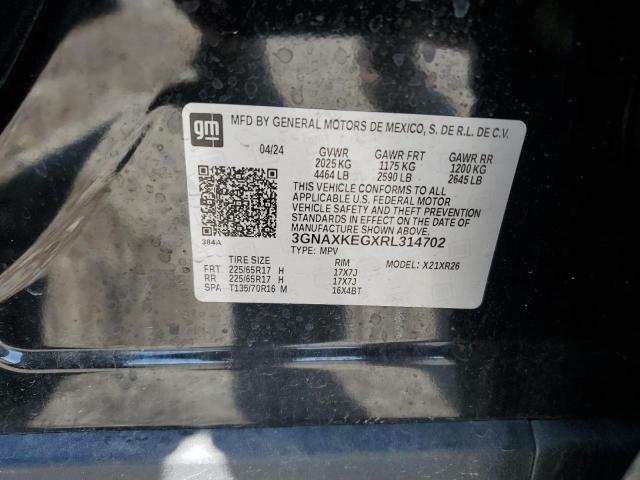 gm
MFD BY GENERAL MOTORS DE MEXICO, S. DE R.L. DE C.V.
04/24 GVWR GAWR FRT GAWR RR
2025 KG 1175 KG 1200 KG
4464 LB 2590 LB 2645 LB
THIS VEHICLE CONFORMS TO ALL
APPLICABLE U.S. FEDERAL MOTOR
VEHICLE SAFETY AND THEFT PREVENTION
STANDARDS IN EFFECT ON THE DATE
OF MANUFACTURE SHOWN ABOVE.
3GNAXKEGXRL314702
384A
TYPE: MPV
TIRE SIZE RIM MODEL: X21XR26
FRT 225/65R17 H 17X7J
RR 225/65R17 H 17X7J
SPA T135/70R16 M 16X4BT